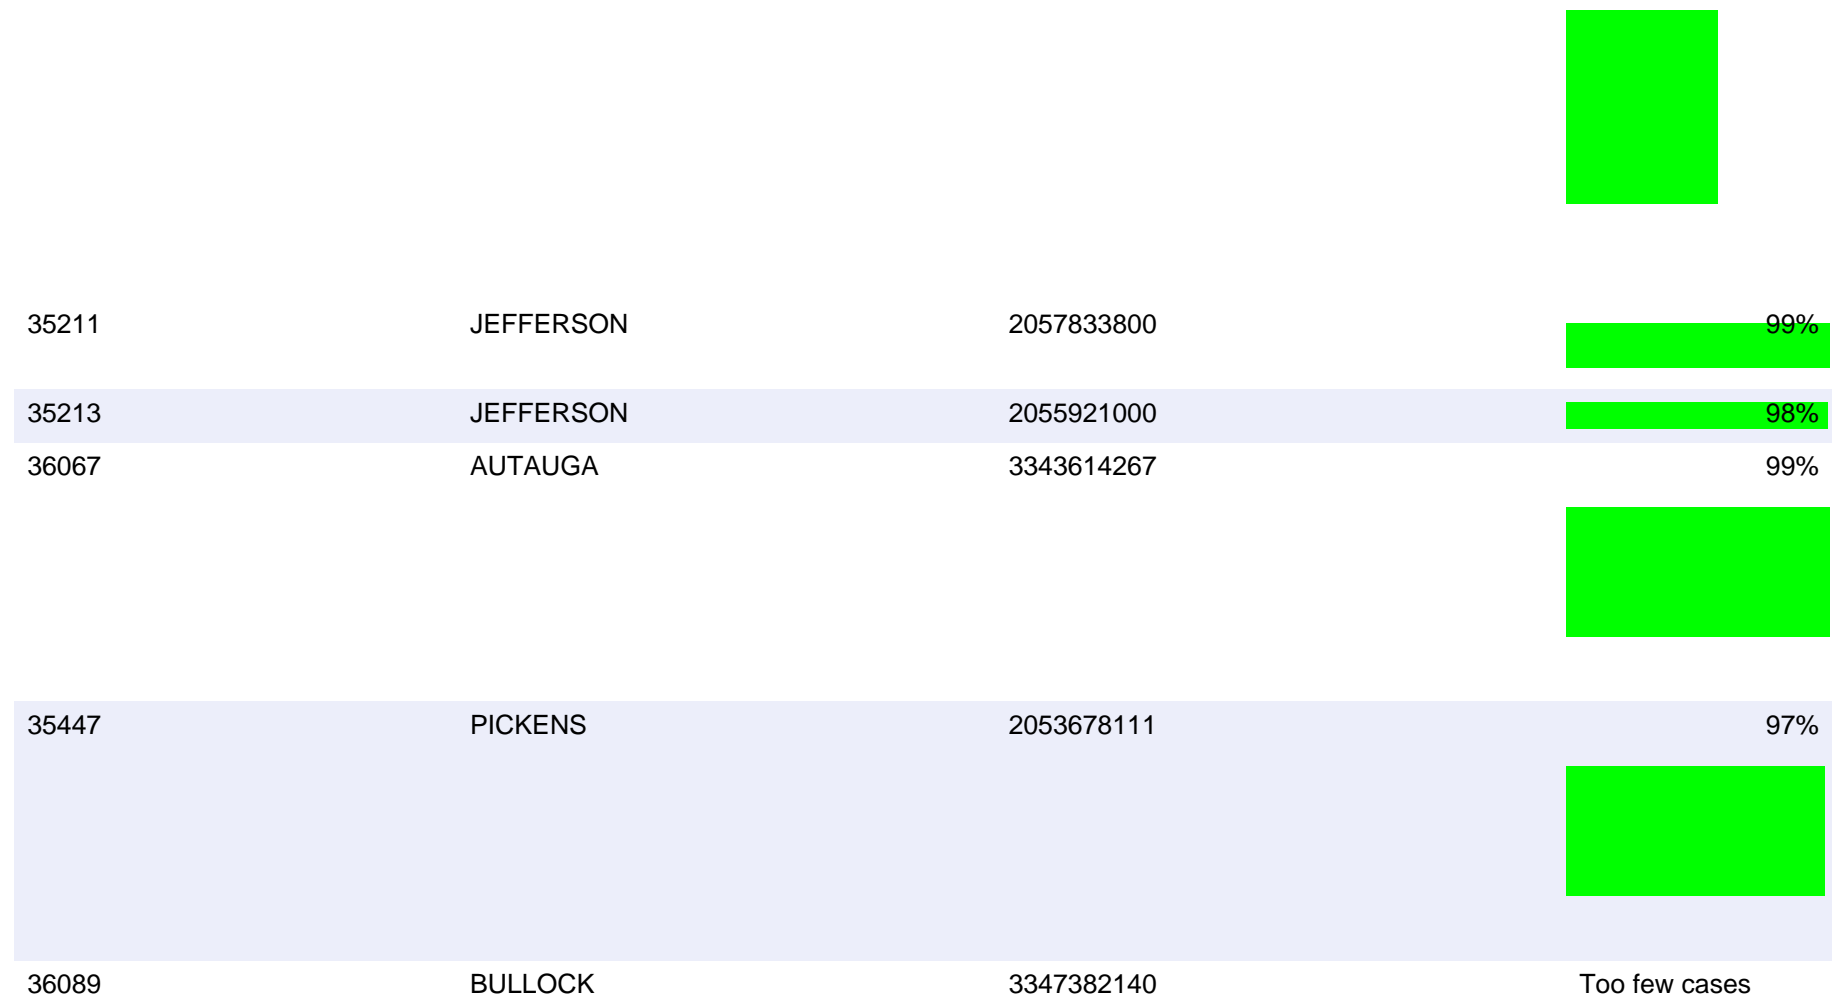 35211 JEFFERSON 2057833800 99%
35213 JEFFERSON 2055921000 98%
36067 AUTAUGA 3343614267 99%
35447 PICKENS 2053678111 97%
36089 BULLOCK 3347382140 Too few cases